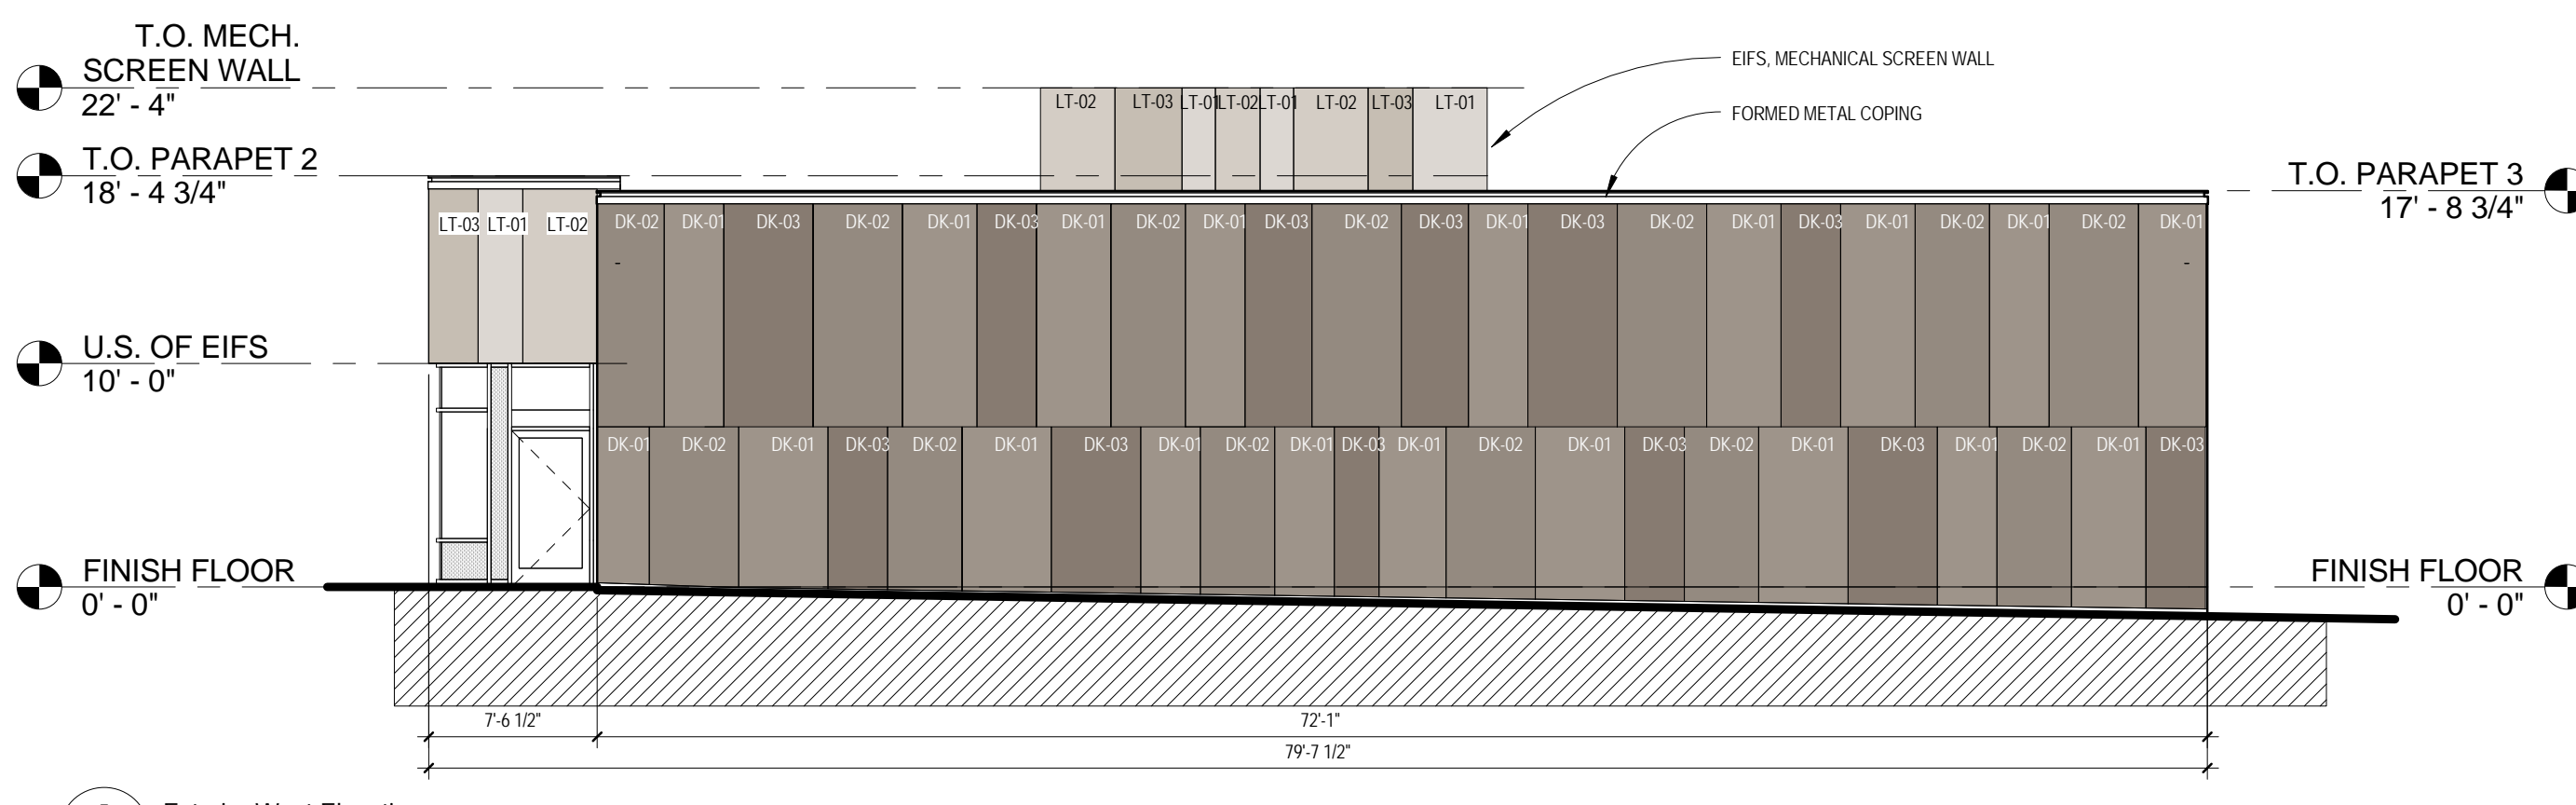 T.O. MECH.
SCREEN WALL
22' - 4"
T.O. PARAPET 2
18' - 4 3/4"
U.S. OF EIFS
10' - 0"
FINISH FLOOR
0' - 0"
EIFS, MECHANICAL SCREEN WALL
FORMED METAL COPING
LT-02 LT-03 LT-01 LT-02 LT-01 LT-02 LT-03 LT-01
T.O. PARAPET 3
17' - 8 3/4"
LT-03 LT-01 LT-02
DK-02 DK-01 DK-03 DK-02 DK-01 DK-03 DK-01 DK-02 DK-01 DK-03 DK-02 DK-03 DK-01 DK-03 DK-02 DK-01 DK-03 DK-01 DK-02 DK-01 DK-02 DK-01
DK-01 DK-02 DK-01 DK-03 DK-02 DK-01 DK-03 DK-01 DK-02 DK-01 DK-03 DK-01 DK-02 DK-01 DK-03 DK-02 DK-01 DK-03 DK-01 DK-02 DK-01 DK-03
FINISH FLOOR
0' - 0"
7'-6 1/2"
72'-1"
79'-7 1/2"